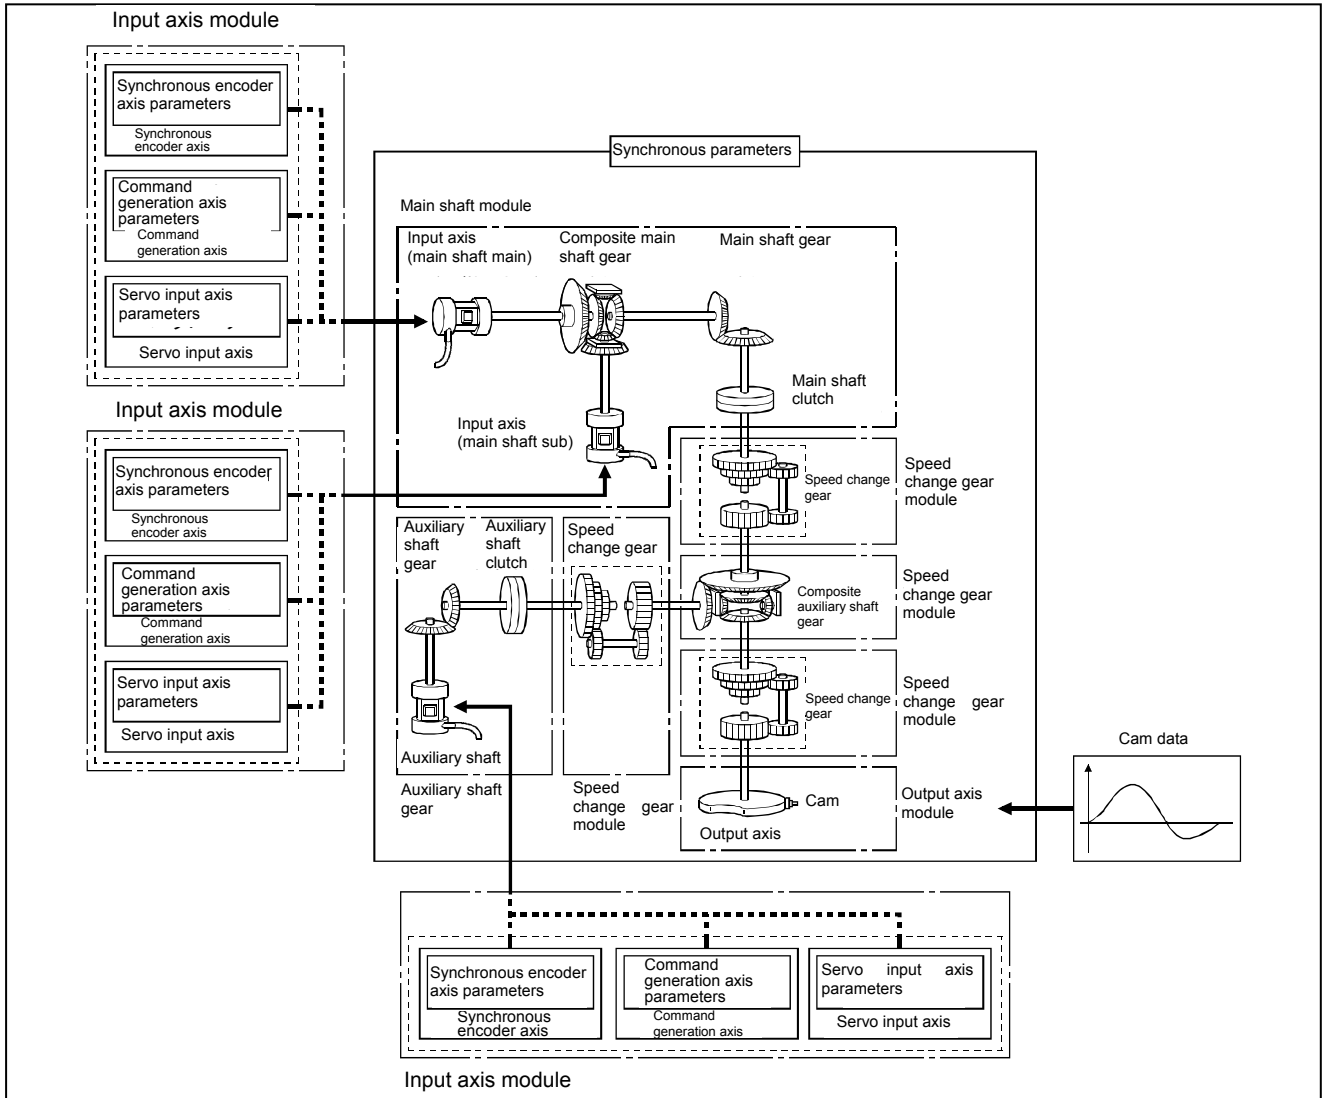 Input axis module
Synchronous encoder
axis parameters
Synchronous
encoder axis
Command
generation axis
parameters
Command
generation axis
Servo input axis
parameters
Servo input axis
Input axis module
Synchronous encoder
axis parameters
Synchronous
encoder axis
Command
generation axis
parameters
Command
generation axis
Servo input axis
parameters
Servo input axis
Synchronous parameters
Main shaft module
Input axis
(main shaft main)
Composite main
shaft gear
Main shaft gear
Main shaft
clutch
Input axis
(main shaft sub)
Speed change
gear
Speed
change gear
module
Auxiliary
shaft
gear
Auxiliary
shaft
clutch
Speed
change gear
Composite
auxiliary shaft
gear
Speed
change gear
module
Speed change
gear
Speed
change gear
module
Auxiliary shaft
Auxiliary shaft
gear
Speed
change gear
module
Cam
Output axis
Output axis
module
Cam data
Synchronous encoder
axis parameters
Synchronous
encoder axis
Command
generation axis
parameters
Command
generation axis
Servo input axis
parameters
Servo input axis
Input axis module